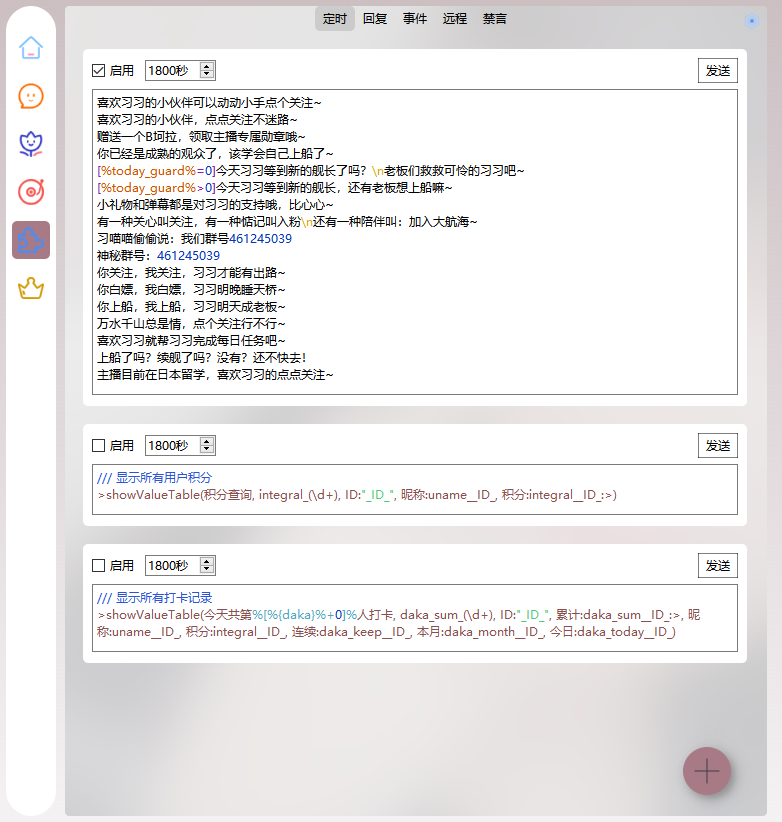 定时 回复 事件 远程 禁言
启用 1800秒 发送
喜欢习习的小伙伴可以动动小手点个关注~
喜欢习习的小伙伴，点点关注不迷路~
赠送一个B坷拉，领取主播专属勋章哦~
你已经是成熟的观众了，该学会自己上船了~
[%today_guard%=0]今天习习等到新的舰长了吗？\n老板们救救可怜的习习吧~
[%today_guard%>0]今天习习等到新的舰长，还有老板想上船嘛~
小礼物和弹幕都是对习习的支持哦，比心心~
有一种关心叫关注，有一种惦记叫入粉\n还有一种陪伴叫：加入大航海~
习喵喵偷偷说：我们群号461245039
神秘群号：461245039
你关注，我关注，习习才能有出路~
你白嫖，我白嫖，习习明晚睡天桥~
你上船，我上船，习习明天成老板~
万水千山总是情，点个关注行不行~
喜欢习习就帮习习完成每日任务吧~
上船了吗？续舰了吗？没有？还不快去！
主播目前在日本留学，喜欢习习的点点关注~
启用 1800秒 发送
/// 显示所有用户积分
>showValueTable(积分查询, integral_(\d+), ID:"_ID_", 昵称:uname__ID_, 积分:integral__ID_:>)
启用 1800秒 发送
/// 显示所有打卡记录
>showValueTable(今天共第%[%{daka}%+0]%人打卡, daka_sum_(\d+), ID:"_ID_", 累计:daka_sum__ID_:>, 昵
称:uname__ID_, 积分:integral__ID_, 连续:daka_keep__ID_, 本月:daka_month__ID_, 今日:daka_today__ID_)